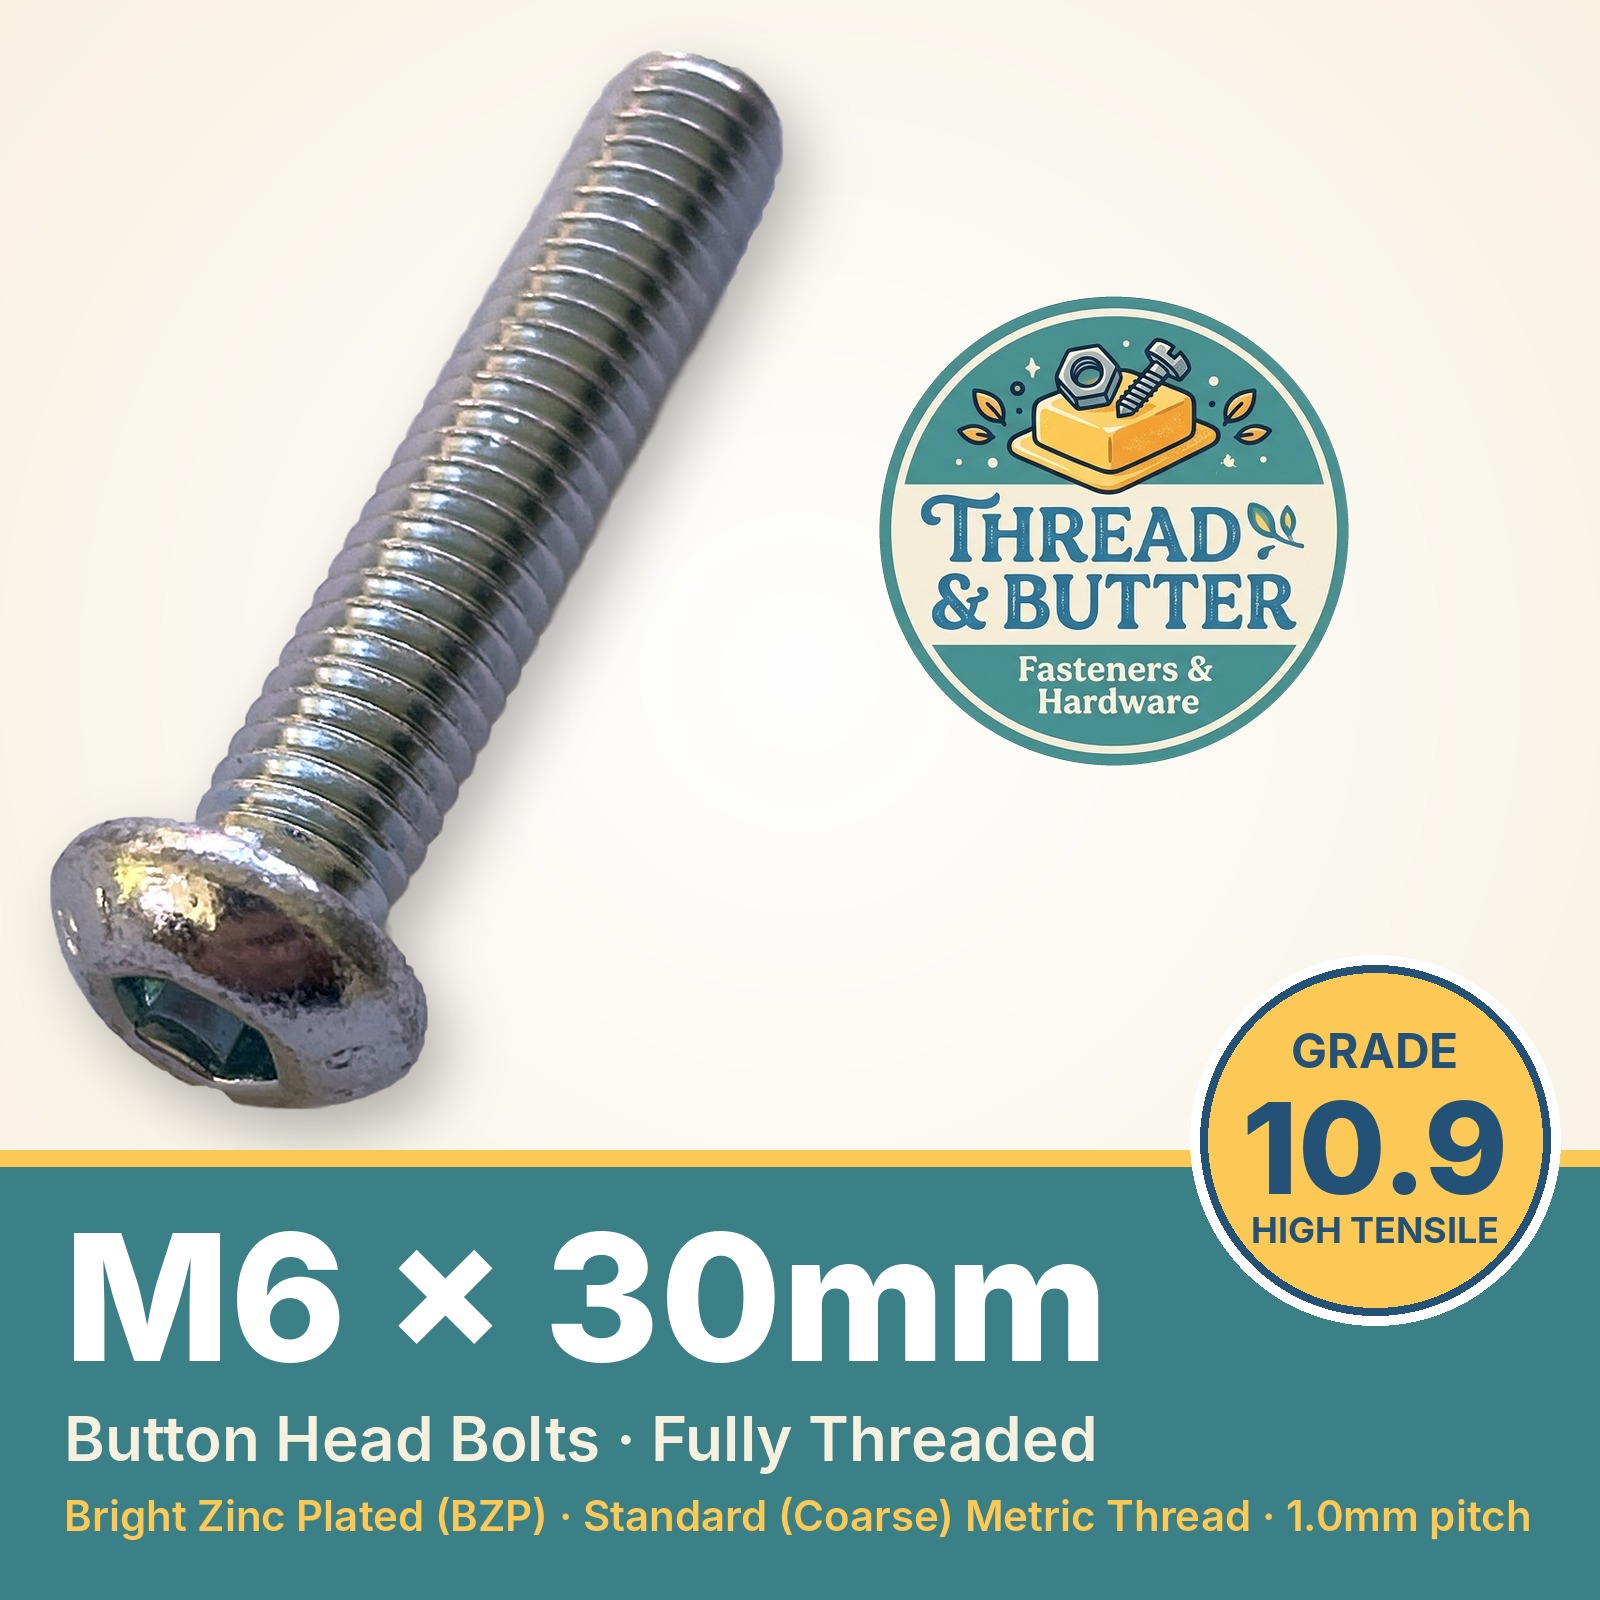 THREAD
& BUTTER
Fasteners &
Hardware
GRADE
10.9
HIGH TENSILE
M6 × 30mm
Button Head Bolts · Fully Threaded
Bright Zinc Plated (BZP) · Standard (Coarse) Metric Thread · 1.0mm pitch